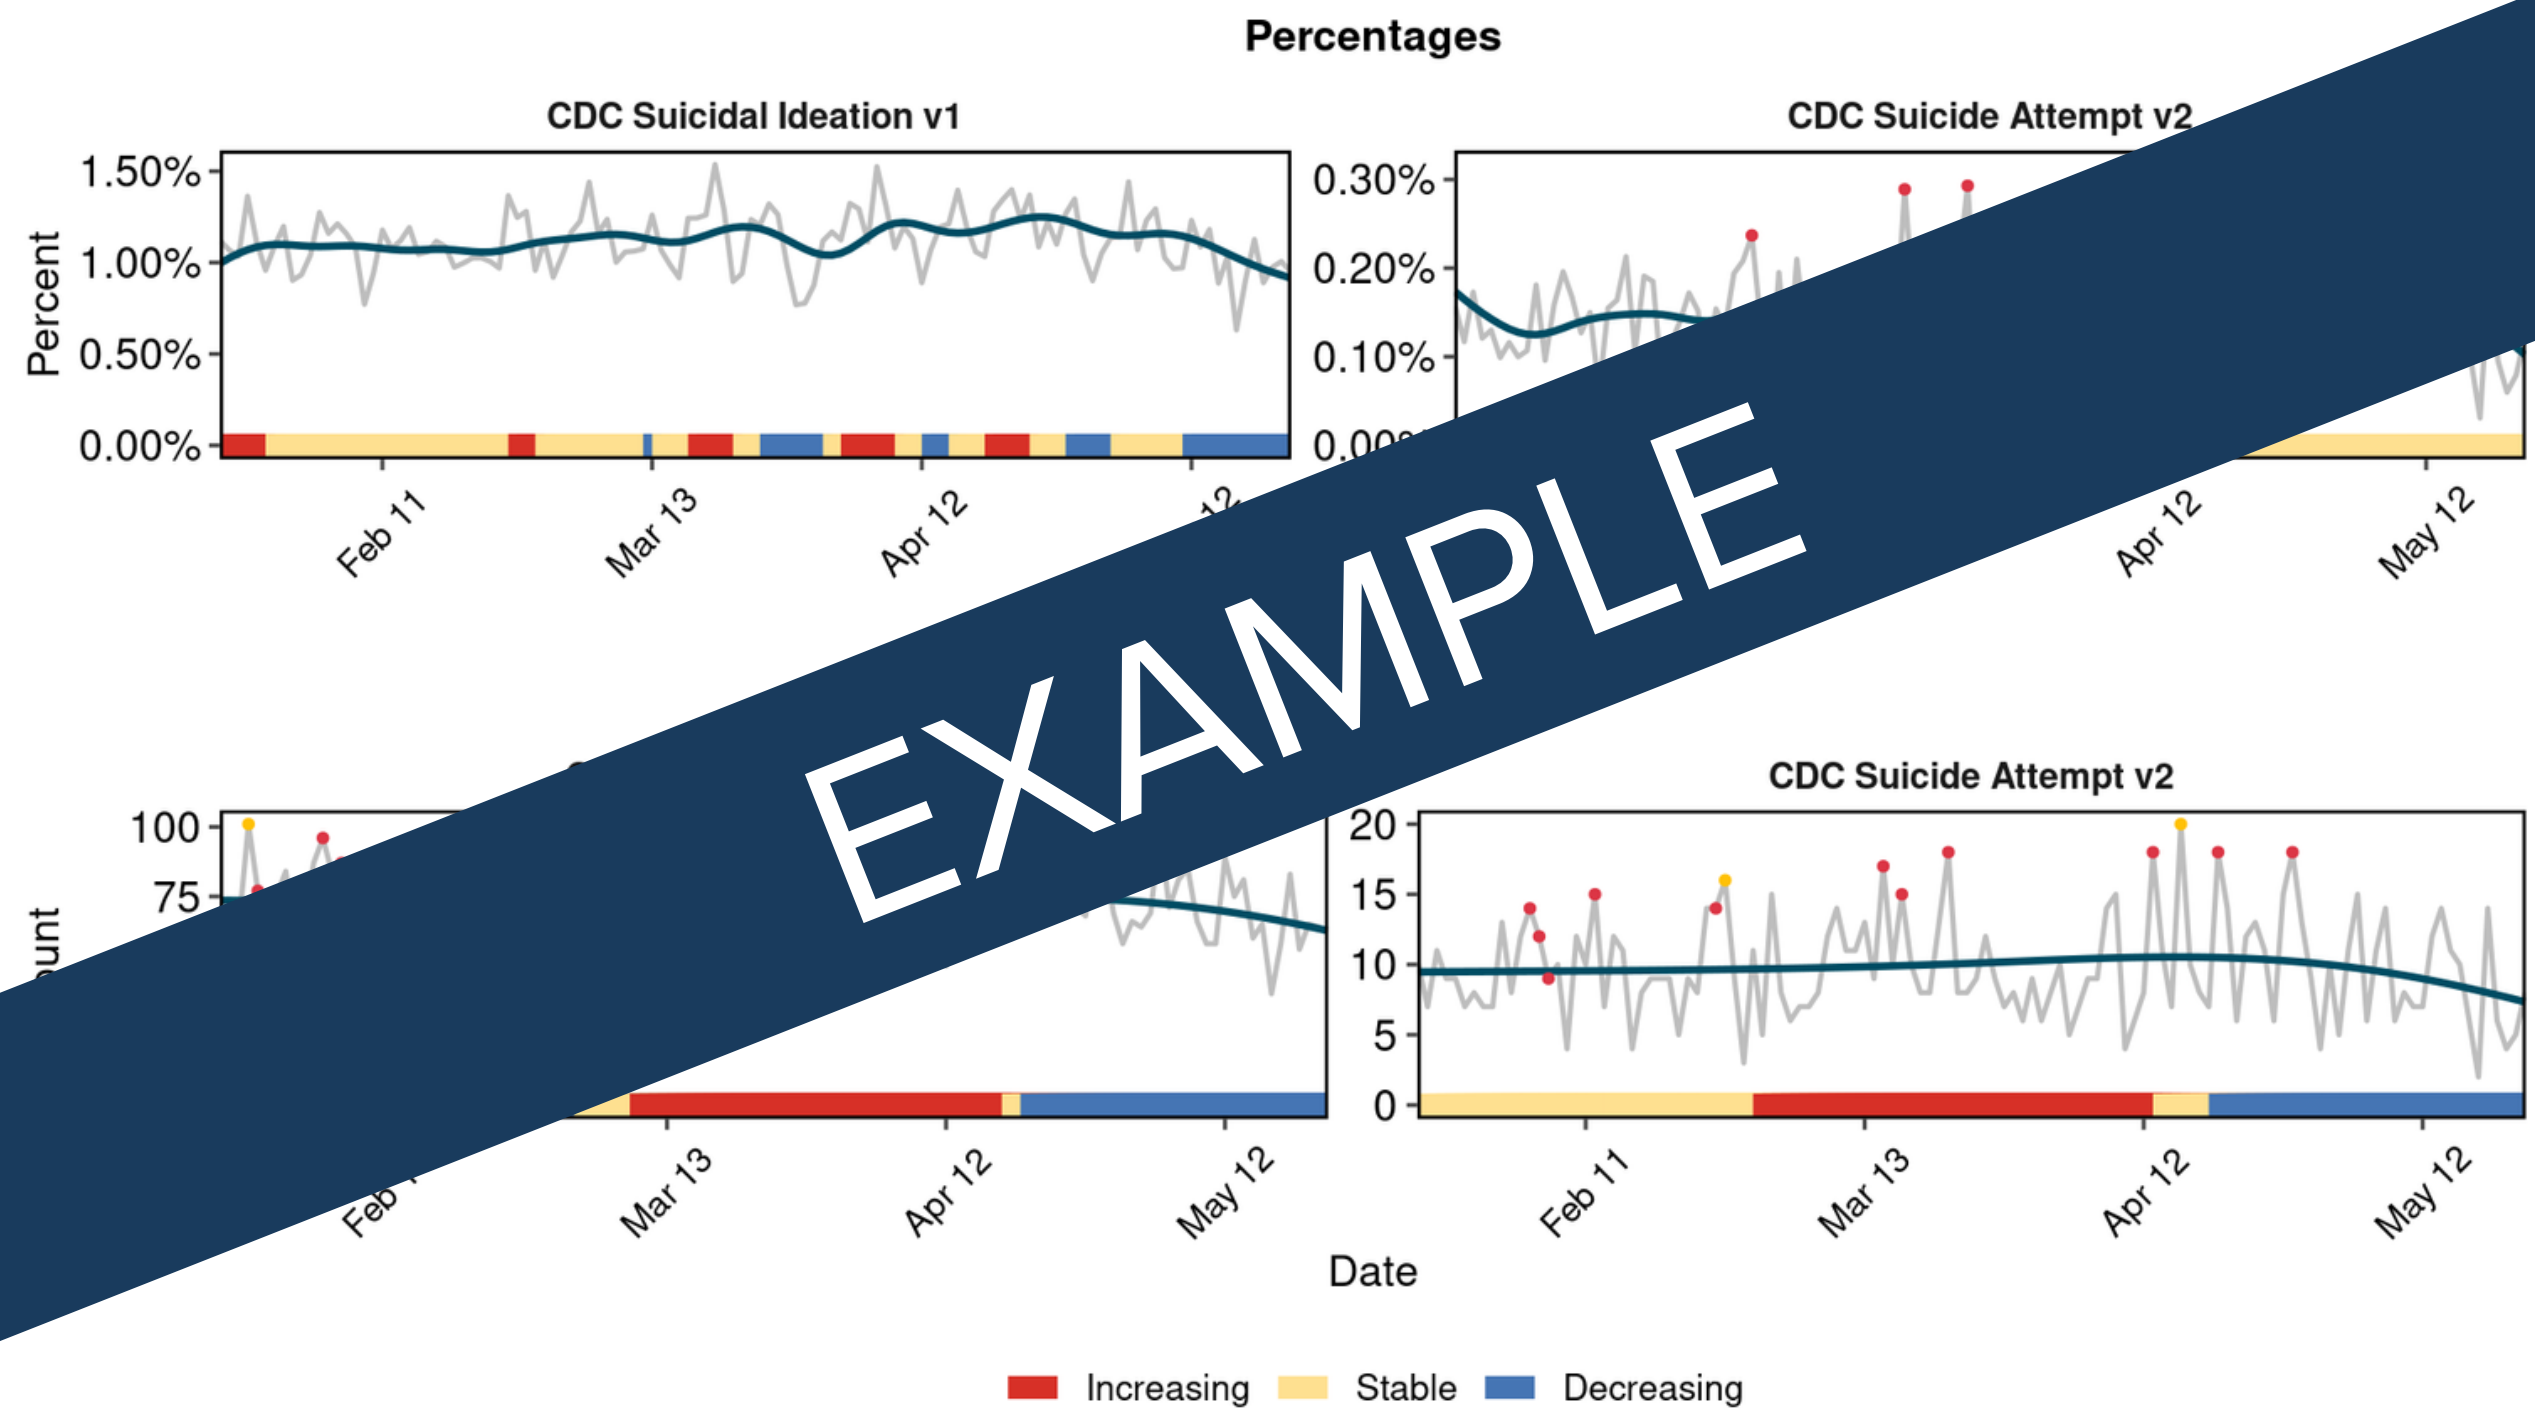 Percentages
CDC Suicidal Ideation v1
CDC Suicide Attempt v2
Percent
1.50%
1.00%
0.50%
0.00%
0.30%
0.20%
0.10%
Feb 11
Mar 13
Apr 12
12
Apr 12
May 12
EXAMPLE
CDC Suicide Attempt v2
100
75
20
15
10
5
0
Feb
Mar 13
Apr 12
May 12
Feb 11
Mar 13
Apr 12
May 12
Date
Increasing
Stable
Decreasing